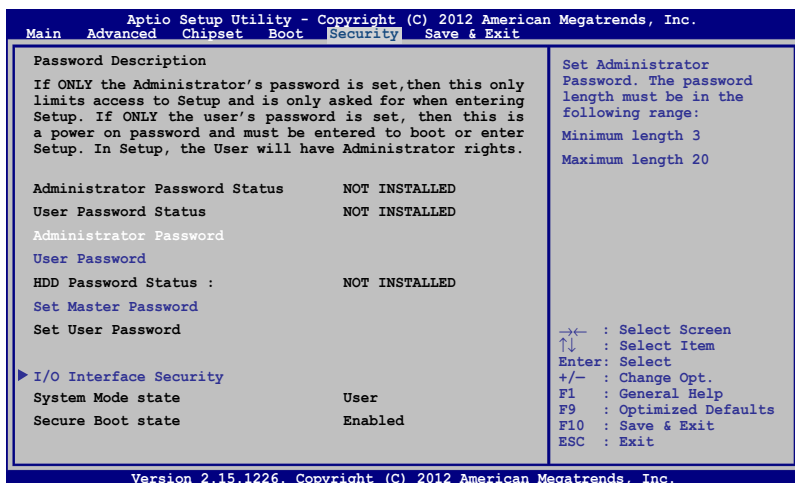 Aptio Setup Utility - Copyright (C) 2012 American Megatrends, Inc.
Main Advanced Chipset Boot Security Save & Exit
Password Description
If ONLY the Administrator's password is set,then this only
limits access to Setup and is only asked for when entering
Setup. If ONLY the user's password is set, then this is
a power on password and must be entered to boot or enter
Setup. In Setup, the User will have Administrator rights.
Administrator Password Status NOT INSTALLED
User Password Status NOT INSTALLED
Administrator Password
User Password
HDD Password Status : NOT INSTALLED
Set Master Password
Set User Password
I/O Interface Security
System Mode state User
Secure Boot state Enabled
Set Administrator
Password. The password
length must be in the
following range:
Minimum length 3
Maximum length 20
→← : Select Screen
↑↓ : Select Item
Enter: Select
+/— : Change Opt.
F1 : General Help
F9 : Optimized Defaults
F10 : Save & Exit
ESC : Exit
Version 2.15.1226. Copyright (C) 2012 American Megatrends, Inc.